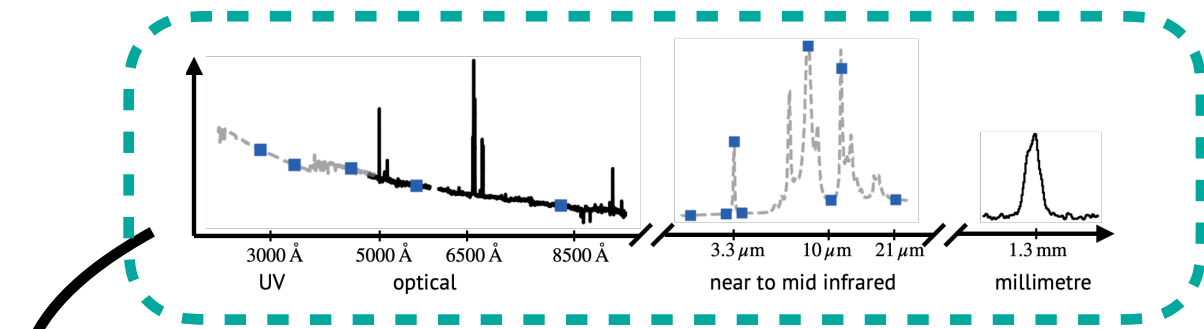 3000 Å 5000 Å 6500 Å 8500 Å 3.3 μm 10 μm 21 μm 1.3 mm
UV optical near to mid infrared millimetre